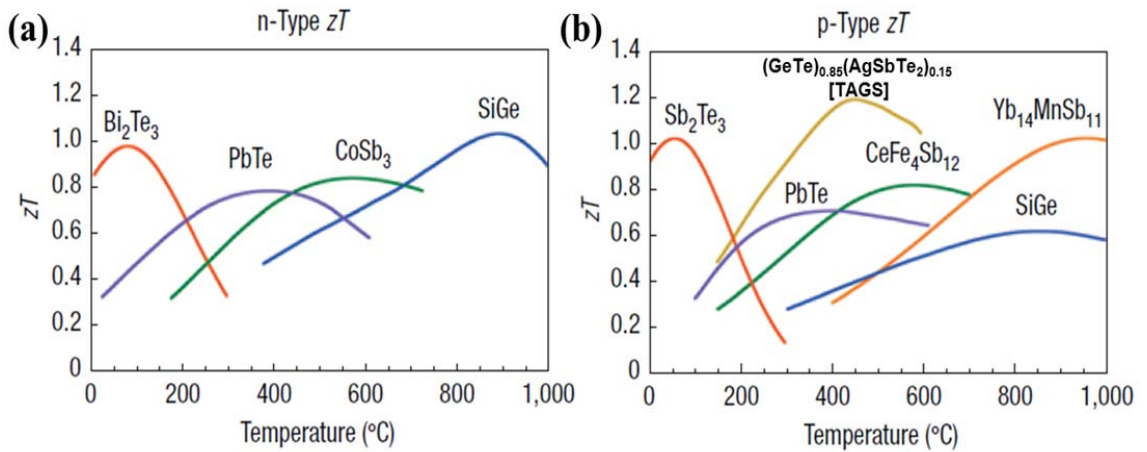 (a)
n-Type zT
1.4
1.2
1.0
0.8
0.6
0.4
0.2
0
zT
Bi₂Te₃
PbTe
CoSb₃
SiGe
0 200 400 600 800 1,000
Temperature (°C)
(b)
p-Type zT
1.4
1.2
1.0
0.8
0.6
0.4
0.2
0
zT
(GeTe)₀.₈₅(AgSbTe₂)₀.₁₅
[TAGS]
Sb₂Te₃
Yb₁₄MnSb₁₁
CeFe₄Sb₁₂
PbTe
SiGe
0 200 400 600 800 1,000
Temperature (°C)